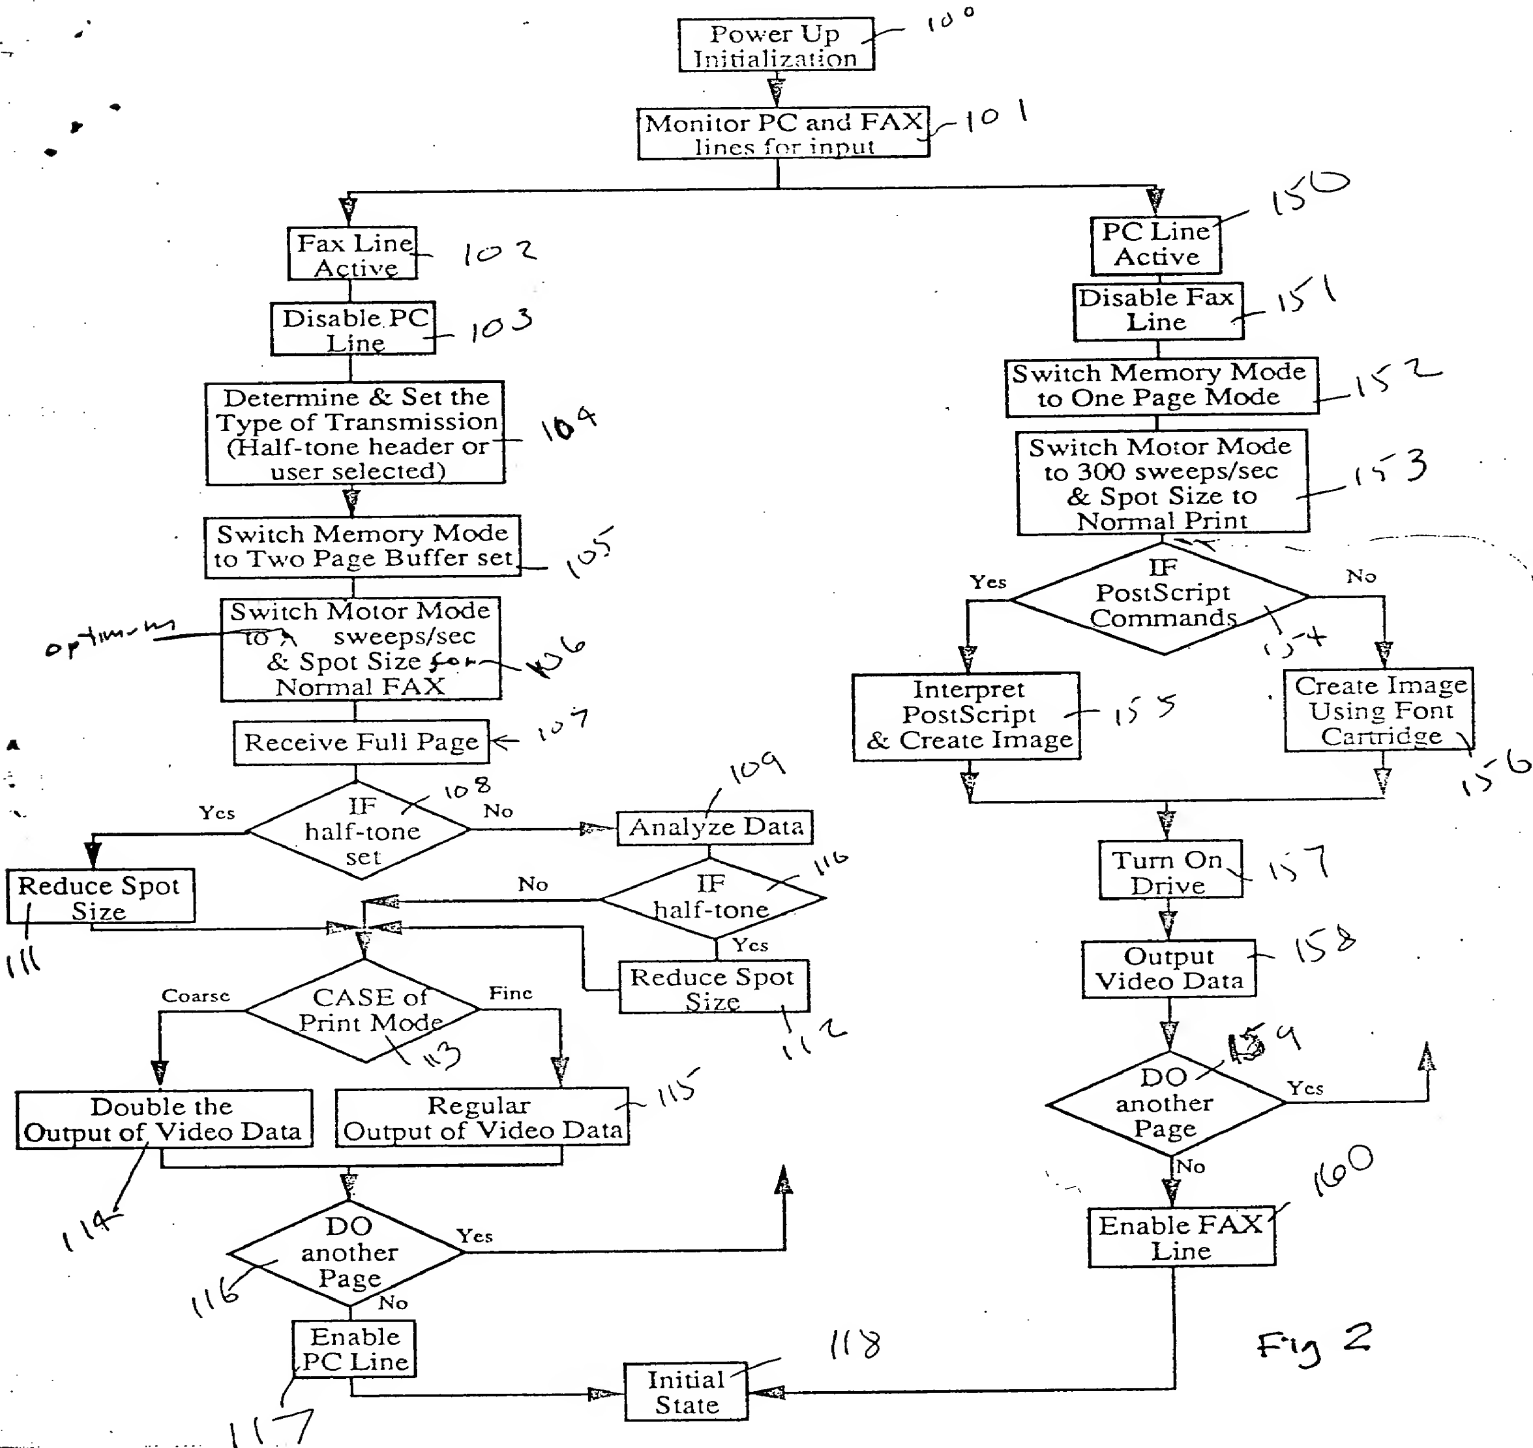 Power Up
Initialization
100
Monitor PC and FAX
lines for input
101
Fax Line
Active
102
Disable PC
Line
103
Determine & Set the
Type of Transmission
(Half-tone header or
user selected)
104
Switch Memory Mode
to Two Page Buffer set
105
Switch Motor Mode
to sweeps/sec
& Spot Size for
Normal FAX
optimum
106
Receive Full Page
107
IF
half-tone
set
108
Yes
No
Reduce Spot
Size
111
Analyze Data
109
IF
half-tone
110
No
Yes
Reduce Spot
Size
112
CASE of
Print Mode
113
Coarse
Fine
Double the
Output of Video Data
114
Regular
Output of Video Data
115
DO
another
Page
116
Yes
No
Enable
PC Line
117
Initial
State
118
PC Line
Active
150
Disable Fax
Line
151
Switch Memory Mode
to One Page Mode
152
Switch Motor Mode
to 300 sweeps/sec
& Spot Size to
Normal Print
153
IF
PostScript
Commands
154
Yes
No
Interpret
PostScript
& Create Image
155
Create Image
Using Font
Cartridge
156
Turn On
Drive
157
Output
Video Data
158
DO
another
Page
159
Yes
No
Enable FAX
Line
160
Fig 2